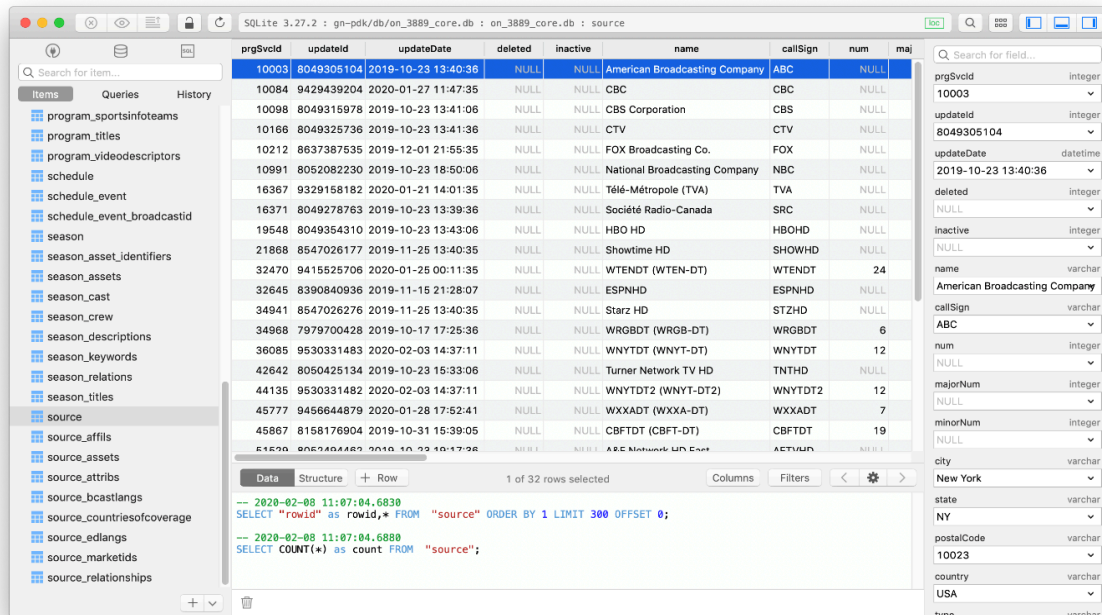 SQLite 3.27.2 : gn-pdk/db/on_3889_core.db : on_3889_core.db : source
loc
SQL
Search for item...
Items Queries History
program_sportsinfoteams
program_titles
program_videodescriptors
schedule
schedule_event
schedule_event_broadcastid
season
season_asset_identifiers
season_assets
season_cast
season_crew
season_descriptions
season_keywords
season_relations
season_titles
source
source_affils
source_assets
source_attribs
source_bcastlangs
source_countriesofcoverage
source_edlangs
source_marketids
source_relationships
prgSvcId updateId updateDate deleted inactive name callSign num maj
10003 8049305104 2019-10-23 13:40:36 NULL NULL American Broadcasting Company ABC NULL
10084 9429439204 2020-01-27 11:47:35 NULL NULL CBC CBC NULL
10098 8049315978 2019-10-23 13:41:06 NULL NULL CBS Corporation CBS NULL
10166 8049325736 2019-10-23 13:41:36 NULL NULL CTV CTV NULL
10212 8637387535 2019-12-01 21:55:35 NULL NULL FOX Broadcasting Co. FOX NULL
10991 8052082230 2019-10-23 18:50:06 NULL NULL National Broadcasting Company NBC NULL
16367 9329158182 2020-01-21 14:01:35 NULL NULL Télé-Métropole (TVA) TVA NULL
16371 8049278763 2019-10-23 13:39:36 NULL NULL Société Radio-Canada SRC NULL
19548 8049354310 2019-10-23 13:43:06 NULL NULL HBO HD HBOHD NULL
21868 8547026177 2019-11-25 13:40:35 NULL NULL Showtime HD SHOWHD NULL
32470 9415525706 2020-01-25 00:11:35 NULL NULL WTENDT (WTEN-DT) WTENDT 24
32645 8390840936 2019-11-15 21:28:07 NULL NULL ESPNHD ESPNHD NULL
34941 8547026276 2019-11-25 13:40:35 NULL NULL Starz HD STZHD NULL
34968 7979700428 2019-10-17 17:25:36 NULL NULL WRGBDT (WRGB-DT) WRGBDT 6
36085 9530331483 2020-02-03 14:37:11 NULL NULL WNYTDT (WNYT-DT) WNYTDT 12
42642 8050425134 2019-10-23 15:33:06 NULL NULL Turner Network TV HD TNTHD NULL
44135 9530331482 2020-02-03 14:37:11 NULL NULL WNYTDT2 (WNYT-DT2) WNYTDT2 12
45777 9456644879 2020-01-28 17:52:41 NULL NULL WXXADT (WXXA-DT) WXXADT 7
45867 8158176904 2019-10-31 15:39:05 NULL NULL CBFTDT (CBFT-DT) CBFTDT 19
51529 8052494462 2019-10-23 19:17:36 NULL NULL A&E Network HD East AETVHD NULL
Data Structure + Row 1 of 32 rows selected Columns Filters
-- 2020-02-08 11:07:04.6830
SELECT "rowid" as rowid,* FROM "source" ORDER BY 1 LIMIT 300 OFFSET 0;
-- 2020-02-08 11:07:04.6880
SELECT COUNT(*) as count FROM "source";
Search for field...
prgSvcId integer
10003
updateId integer
8049305104
updateDate datetime
2019-10-23 13:40:36
deleted integer
NULL
inactive integer
NULL
name varchar
American Broadcasting Company
callSign varchar
ABC
num integer
NULL
majorNum integer
NULL
minorNum integer
NULL
city varchar
New York
state varchar
NY
postalCode varchar
10023
country varchar
USA
type varchar